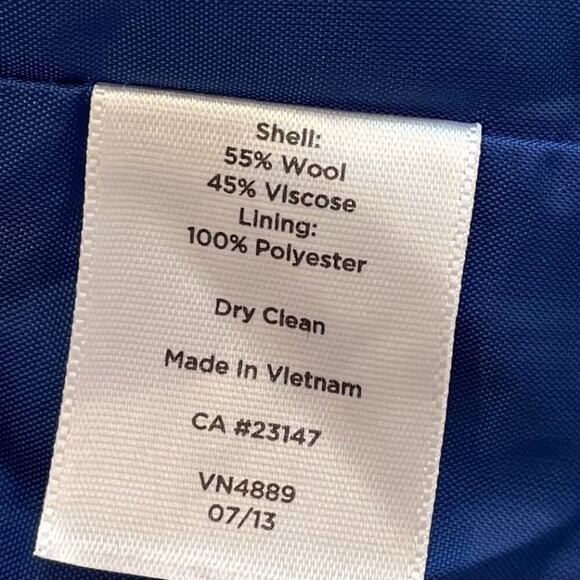 Shell:
55% Wool
45% Viscose
Lining:
100% Polyester
Dry Clean
Made In Vietnam
CA #23147
VN4889
07/13